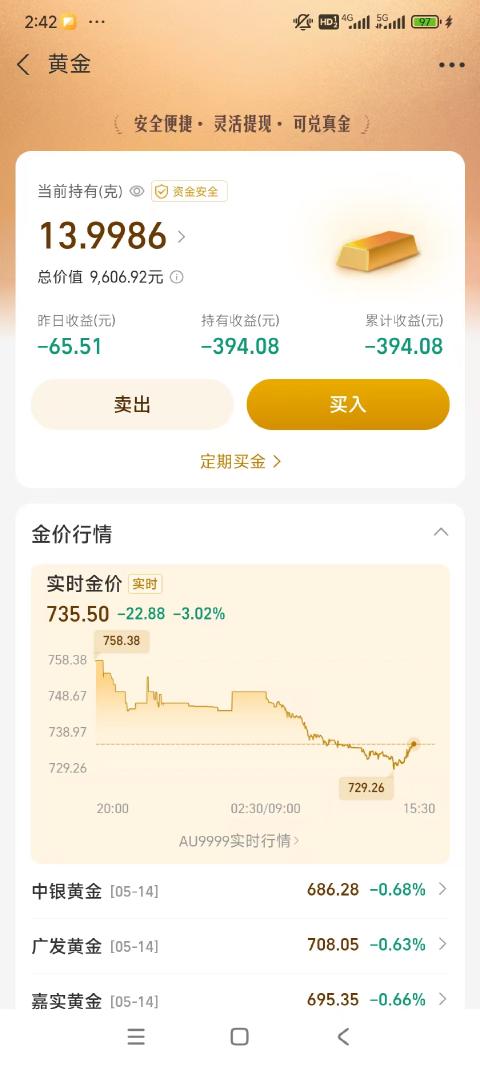 2:42
HD 4G 5G 97
黄金
安全便捷· 灵活提现· 可兑真金
当前持有(克) 资金安全
13.9986
总价值 9,606.92元
昨日收益(元) 持有收益(元) 累计收益(元)
-65.51 -394.08 -394.08
卖出 买入
定期买金
金价行情
实时金价 实时
735.50 -22.88 -3.02%
758.38
758.38
748.67
738.97
729.26
729.26
20:00 02:30/09:00 15:30
AU9999实时行情
中银黄金 [05-14] 686.28 -0.68%
广发黄金 [05-14] 708.05 -0.63%
嘉实黄金 [05-14] 695.35 -0.66%